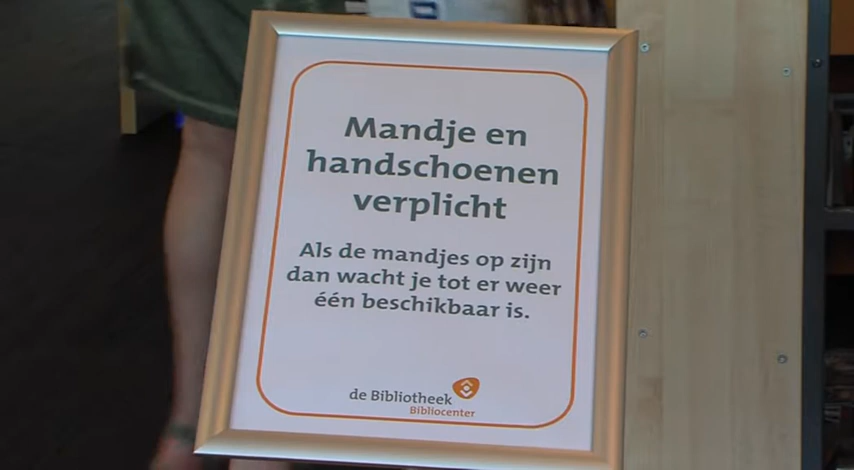 Mandje en
handschoenen
verplicht
Als de mandjes op zijn
dan wacht je tot er weer
één beschikbaar is.
de Bibliotheek
Bibliocenter